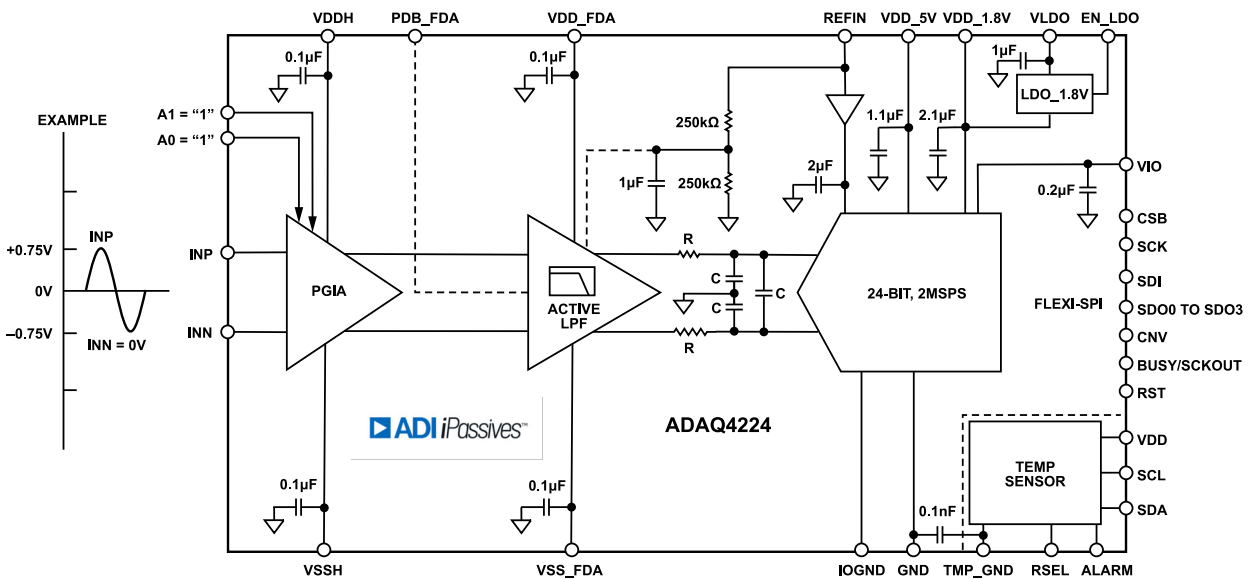 VDDH PDB_FDA VDD_FDA REFIN VDD_5V VDD_1.8V VLDO EN_LDO
0.1µF
0.1µF
1µF
LDO_1.8V
EXAMPLE
A1 = “1”
A0 = “1”
250kΩ
1.1µF
2.1µF
1µF
250kΩ
2µF
VIO
0.2µF
CSB
SCK
SDI
FLEXI-SPI
SDO0 TO SDO3
CNV
BUSY/SCKOUT
RST
+0.75V
INP
0V
–0.75V
INN = 0V
INP
INN
PGIA
ACTIVE
LPF
R
C
C
C
R
24-BIT, 2MSPS
ADI iPassives™
ADAQ4224
TEMP
SENSOR
VDD
SCL
SDA
0.1µF
0.1µF
0.1nF
VSSH VSS_FDA IOGND GND TMP_GND RSEL ALARM